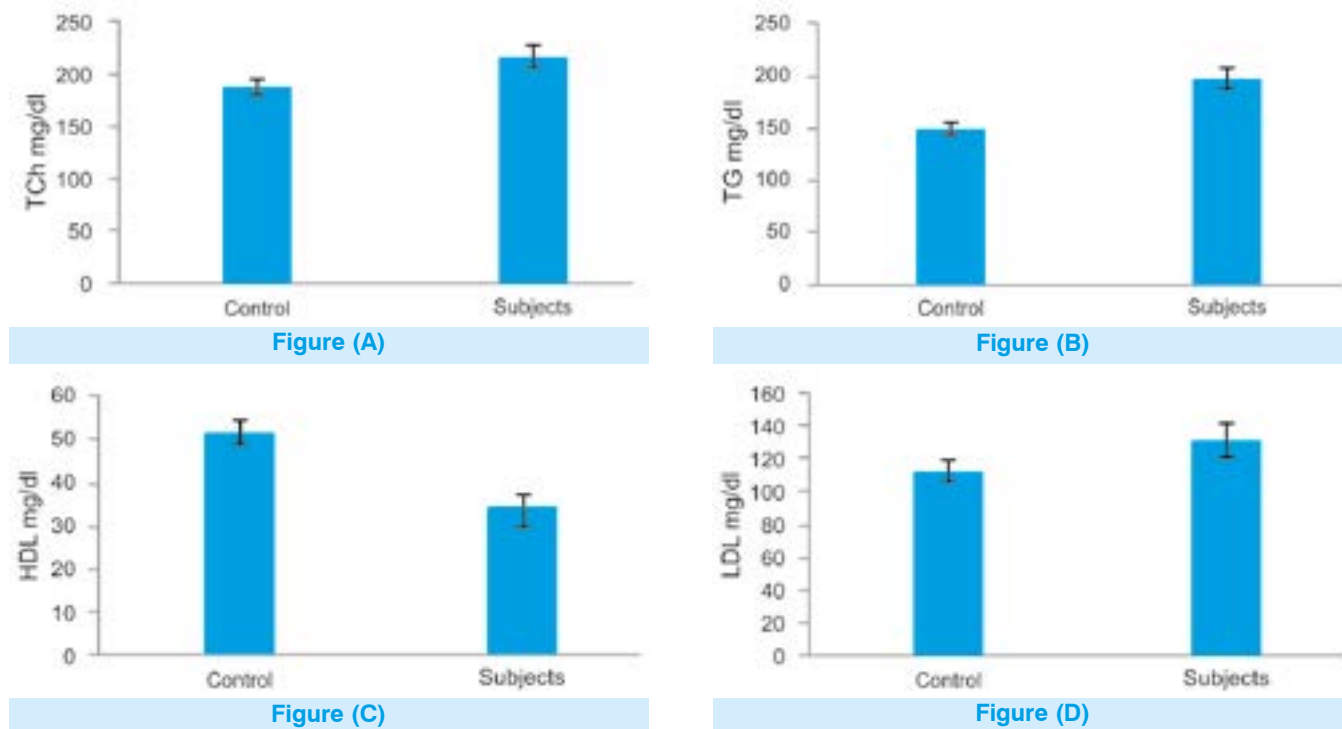 250
200
150
100
50
0
TCh mg/dl
Control
Subjects
Figure (A)
250
200
150
100
50
0
TG mg/dl
Control
Subjects
Figure (B)
60
50
40
30
20
10
0
HDL mg/dl
Control
Subjects
Figure (C)
160
140
120
100
80
60
40
20
0
LDL mg/dl
Control
Subjects
Figure (D)